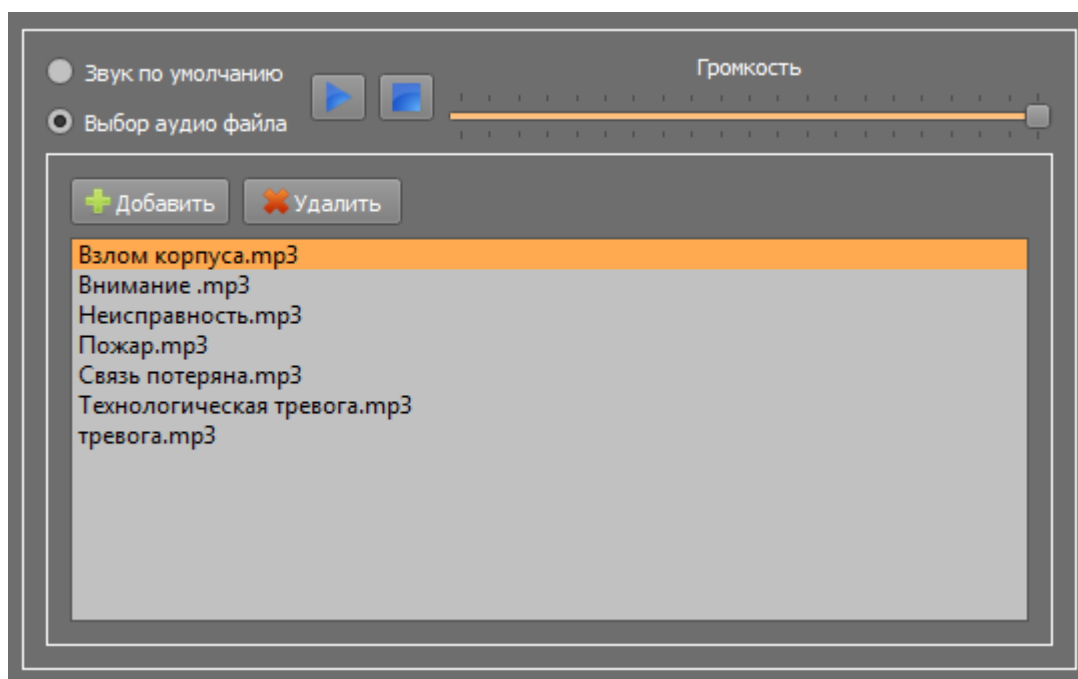 Звук по умолчанию
Громкость
Выбор аудио файла
Добавить
Удалить
Взлом корпуса.mp3
Внимание .mp3
Неисправность.mp3
Пожар.mp3
Связь потеряна.mp3
Технологическая тревога.mp3
тревога.mp3